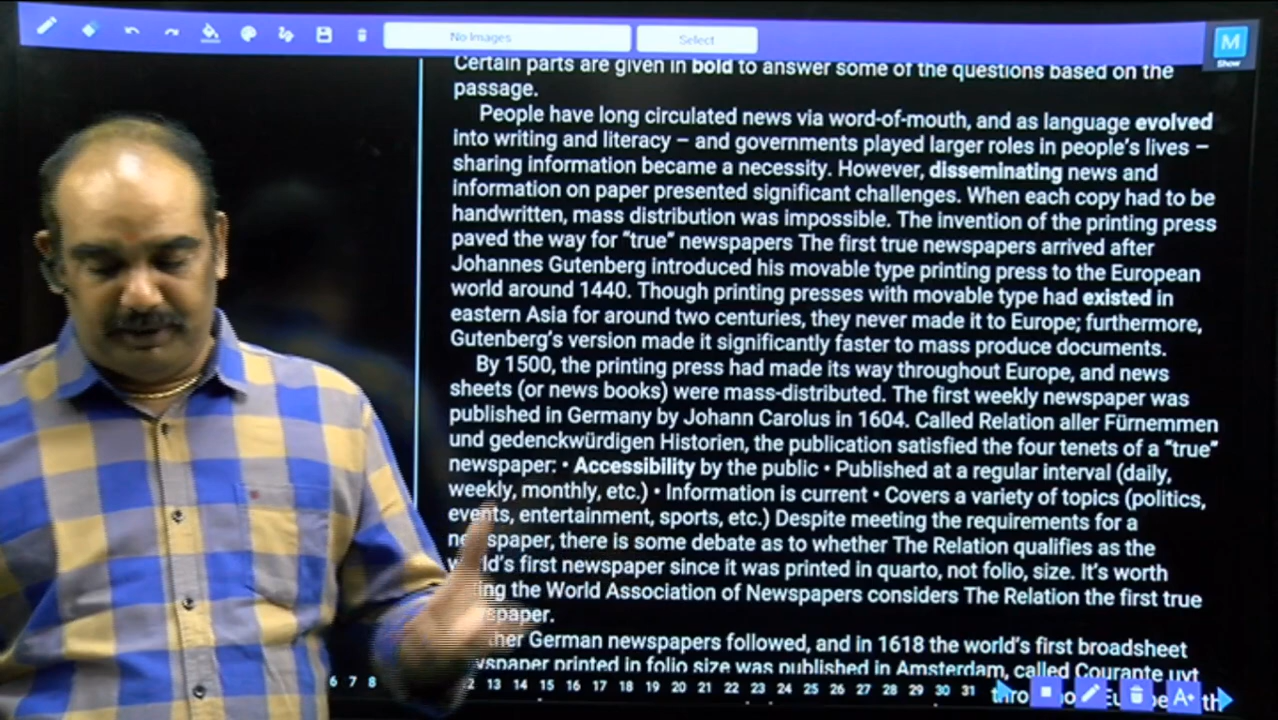 No Images
Select
M
Show
Certain parts are given in bold to answer some of the questions based on the
passage.
People have long circulated news via word-of-mouth, and as language evolved
into writing and literacy – and governments played larger roles in people's lives –
sharing information became a necessity. However, disseminating news and
information on paper presented significant challenges. When each copy had to be
handwritten, mass distribution was impossible. The invention of the printing press
paved the way for "true" newspapers The first true newspapers arrived after
Johannes Gutenberg introduced his movable type printing press to the European
world around 1440. Though printing presses with movable type had existed in
eastern Asia for around two centuries, they never made it to Europe; furthermore,
Gutenberg's version made it significantly faster to mass produce documents.
By 1500, the printing press had made its way throughout Europe, and news
sheets (or news books) were mass-distributed. The first weekly newspaper was
published in Germany by Johann Carolus in 1604. Called Relation aller Fürnemmen
und gedenckwürdigen Historien, the publication satisfied the four tenets of a "true"
newspaper: • Accessibility by the public • Published at a regular interval (daily,
weekly, monthly, etc.) • Information is current • Covers a variety of topics (politics,
events, entertainment, sports, etc.) Despite meeting the requirements for a
there is some debate as to whether The Relation qualifies as the
first newspaper since it was printed in quarto, not folio, size. It's worth
the World Association of Newspapers considers The Relation the first true
German newspapers followed, and in 1618 the world's first broadsheet
printed in folio size was published in Amsterdam, called Courante uyt
6 7 8 12 13 14 15 16 17 18 19 20 21 22 23 24 25 26 27 28 29 30 31
A+